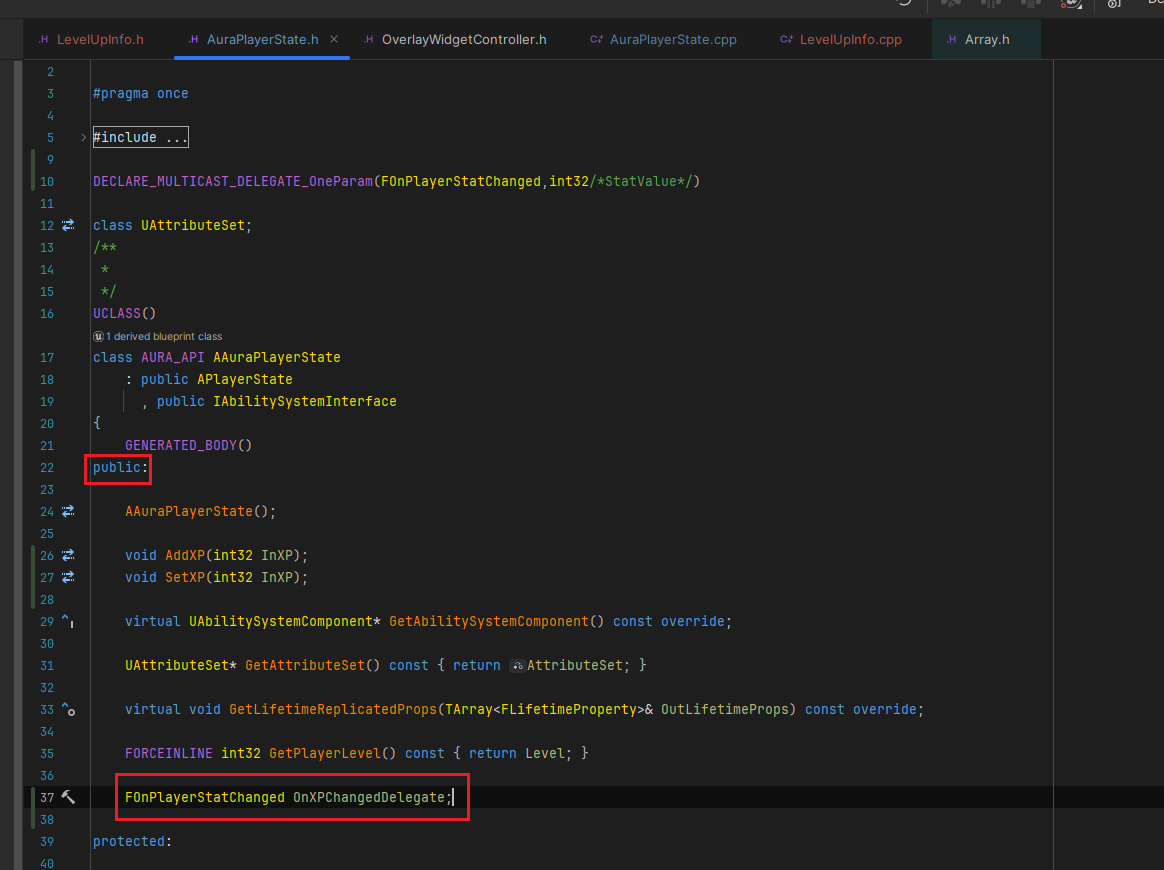 LevelUpInfo.h AuraPlayerState.h OverlayWidgetController.h AuraPlayerState.cpp LevelUpInfo.cpp Array.h
2
3 #pragma once
4
5 #include ...
9
10 DECLARE_MULTICAST_DELEGATE_OneParam(FOnPlayerStatChanged,int32/*StatValue*/)
11
12 class UAttributeSet;
13 /**
14 *
15 */
16 UCLASS()
1 derived blueprint class
17 class AURA_API AAuraPlayerState
18 : public APlayerState
19 , public IAbilitySystemInterface
20 {
21 GENERATED_BODY()
22 public:
23
24 AAuraPlayerState();
25
26 void AddXP(int32 InXP);
27 void SetXP(int32 InXP);
28
29 virtual UAbilitySystemComponent* GetAbilitySystemComponent() const override;
30
31 UAttributeSet* GetAttributeSet() const { return AttributeSet; }
32
33 virtual void GetLifetimeReplicatedProps(TArray<FLifetimeProperty>& OutLifetimeProps) const override;
34
35 FORCEINLINE int32 GetPlayerLevel() const { return Level; }
36
37 FOnPlayerStatChanged OnXPChangedDelegate;
38
39 protected:
40